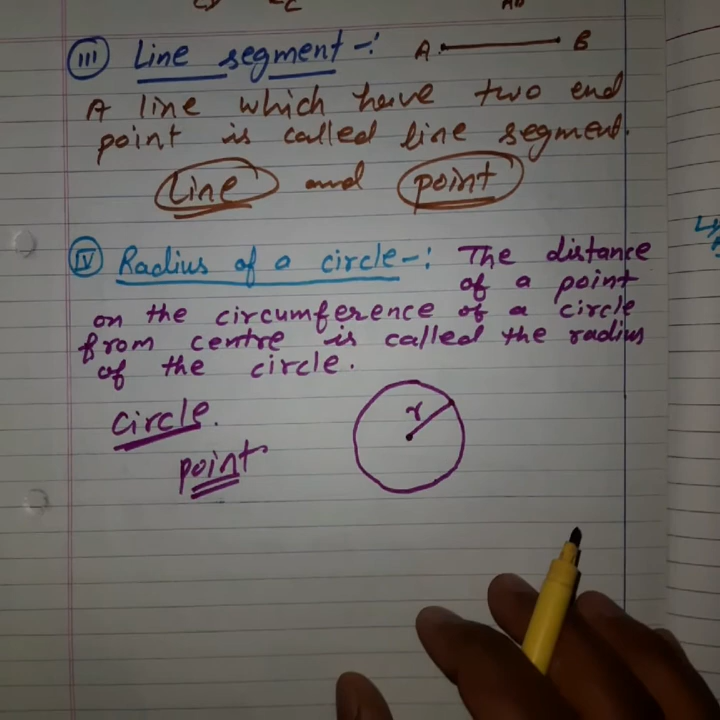 (iii) Line segment -: A B
A line which have two end
point is called line segment.
Line and point
(iv) Radius of a circle -: The distance
of a point
on the circumference of a circle
from centre is called the radius
of the circle.
circle.
r
point